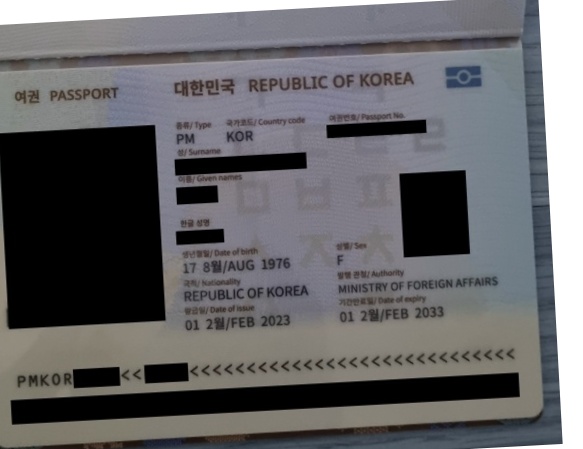 여권 PASSPORT
대한민국 REPUBLIC OF KOREA
종류/ Type 국가코드/ Country code 여권번호/ Passport No.
PM KOR
성/ Surname
이름/ Given names
한글 성명
생년월일/ Date of birth 성별/ Sex
17 8월/AUG 1976 F
국적/ Nationality 발행 관청/ Authority
REPUBLIC OF KOREA MINISTRY OF FOREIGN AFFAIRS
발급일/ Date of issue 기간만료일/ Date of expiry
01 2월/FEB 2023 01 2월/FEB 2033
PMKOR << <<<<<<<<<<<<<<<<<<<<<<<<<<<<